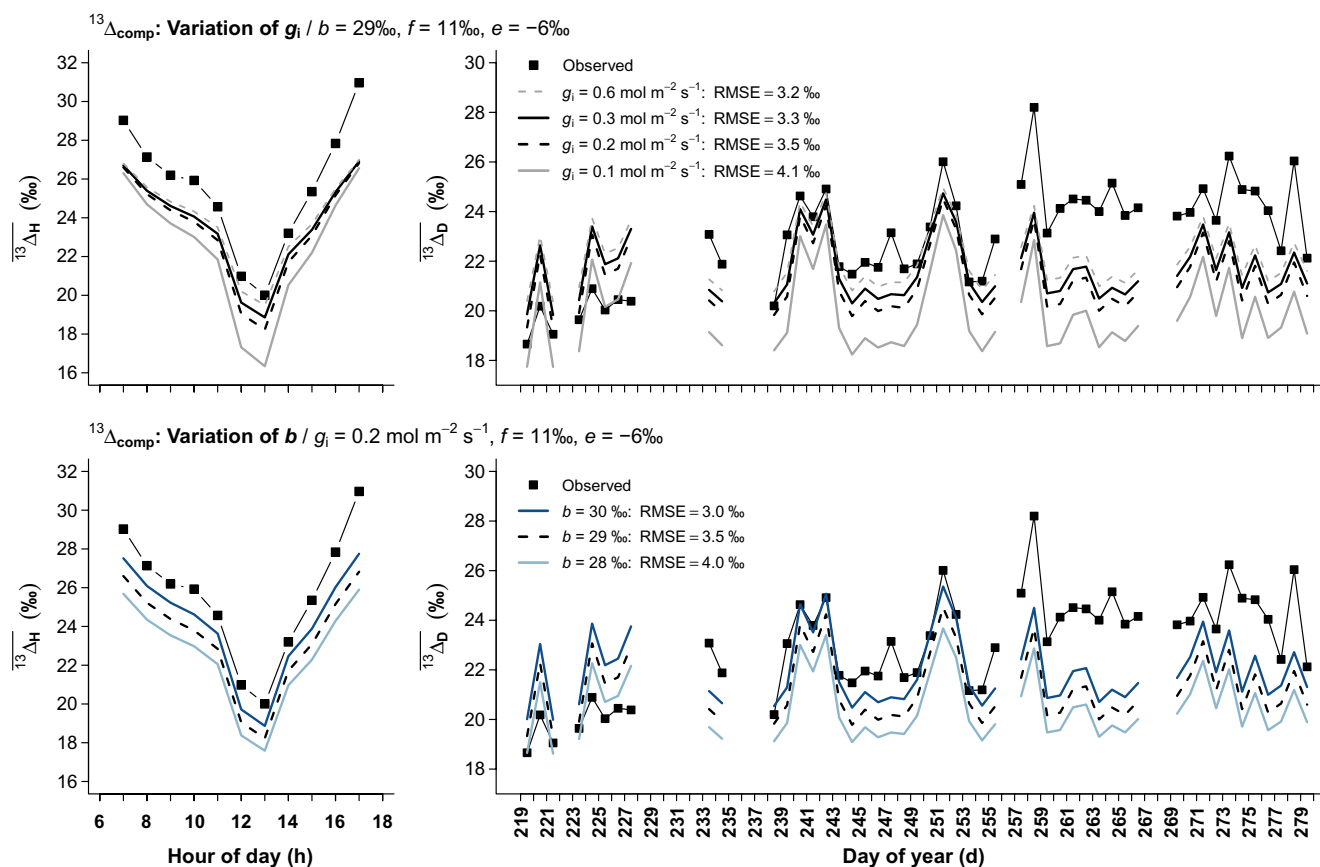 ¹³Δcomp: Variation of gi / b = 29‰, f = 11‰, e = −6‰
32
30
28
26
24
22
20
18
16
¹³ΔH (‰)
30
28
26
24
22
20
18
¹³ΔD (‰)
Observed
gi = 0.6 mol m⁻² s⁻¹: RMSE = 3.2 ‰
gi = 0.3 mol m⁻² s⁻¹: RMSE = 3.3 ‰
gi = 0.2 mol m⁻² s⁻¹: RMSE = 3.5 ‰
gi = 0.1 mol m⁻² s⁻¹: RMSE = 4.1 ‰
¹³Δcomp: Variation of b / gi = 0.2 mol m⁻² s⁻¹, f = 11‰, e = −6‰
32
30
28
26
24
22
20
18
16
¹³ΔH (‰)
6 8 10 12 14 16 18
Hour of day (h)
30
28
26
24
22
20
18
¹³ΔD (‰)
Observed
b = 30 ‰: RMSE = 3.0 ‰
b = 29 ‰: RMSE = 3.5 ‰
b = 28 ‰: RMSE = 4.0 ‰
219 221 223 225 227 229 231 233 235 237 239 241 243 245 247 249 251 253 255 257 259 261 263 265 267 269 271 273 275 277 279
Day of year (d)